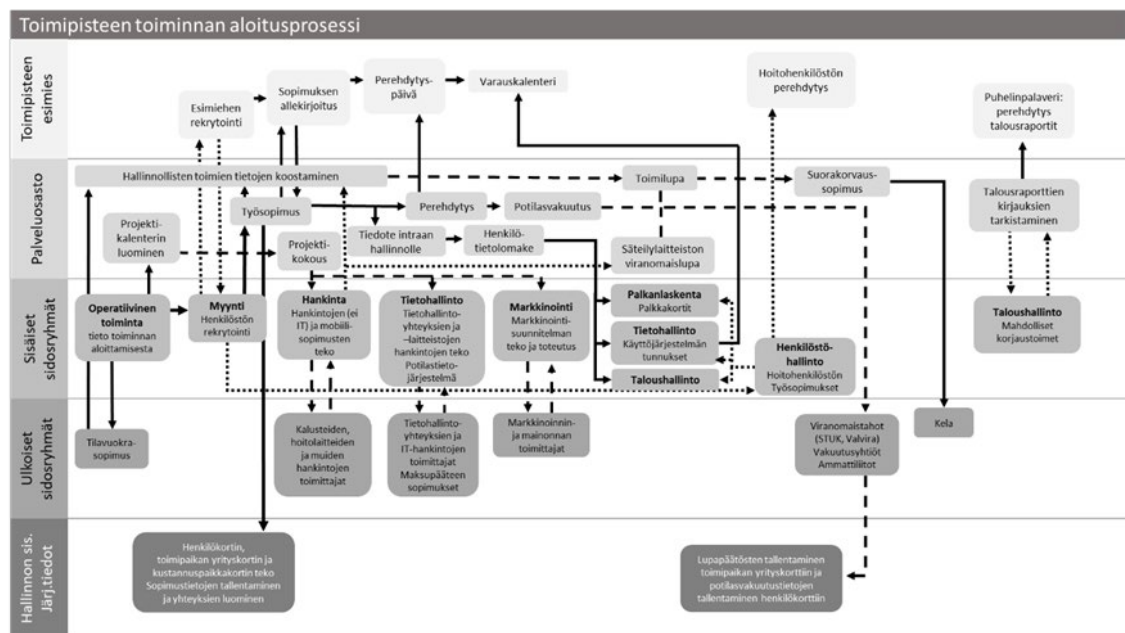 Toimipisteen toiminnan aloitusprosessi
Toimipisteen
esimies
Esimiehen
rekrytointi
Sopimuksen
allekirjoitus
Perehdytys-
päivä
Varauskalenteri
Hoitohenkilöstön
perehdytys
Puhelinpalaveri:
perehdytys
talousraportit
Palveluosasto
Hallinnollisten toimien tietojen koostaminen
Toimilupa
Suorakorvaus-
sopimus
Talousraporttien
kirjauksien
tarkistaminen
Projekti-
kalenterin
luominen
Työsopimus
Perehdytys
Potilasvakuutus
Projekti-
kokous
Tiedote intraan
hallinnolle
Henkilö-
tietolomake
Säteilylaitteiston
viranomaislupa
Sisäiset
sidosryhmät
Operatiivinen
toiminta
tieto toiminnan
aloittamisesta
Myynti
Henkilöstön
rekrytointi
Hankinta
Hankintojen (ei
IT) ja mobiili-
sopimusten
teko
Tietohallinto
Tietohallinto-
yhteyksien ja
–laitteistojen
hankintojen teko
Potilastieto-
järjestelmä
Markkinointi
Markkinointi-
suunnitelman
teko ja toteutus
Palkanlaskenta
Palkkakortit
Tietohallinto
Käyttöjärjestelmän
tunnukset
Taloushallinto
Henkilöstö-
hallinto
Hoitohenkilöstön
Työsopimukset
Taloushallinto
Mahdolliset
korjaustoimet
Ulkoiset
sidosryhmät
Tilavuokra-
sopimus
Kalusteiden,
hoitolaitteiden
ja muiden
hankintojen
toimittajat
Tietohallinto-
yhteyksien ja
IT-hankintojen
toimittajat
Maksupääteen
sopimukset
Markkinoinnin-
ja mainonnan
toimittajat
Viranomaistahot
(STUK, Valvira)
Vakuutusyhtiöt
Ammattiliitot
Kela
Hallinnon sis.
Järj.tiedot
Henkilökortin,
toimipaikan yrityskortin ja
kustannuspaikkakortin teko
Sopimustietojen tallentaminen
ja yhteyksien luominen
Lupapäätösten tallentaminen
toimipaikan yrityskorttiin ja
potilasvakuutustietojen
tallentaminen henkilökorttiin